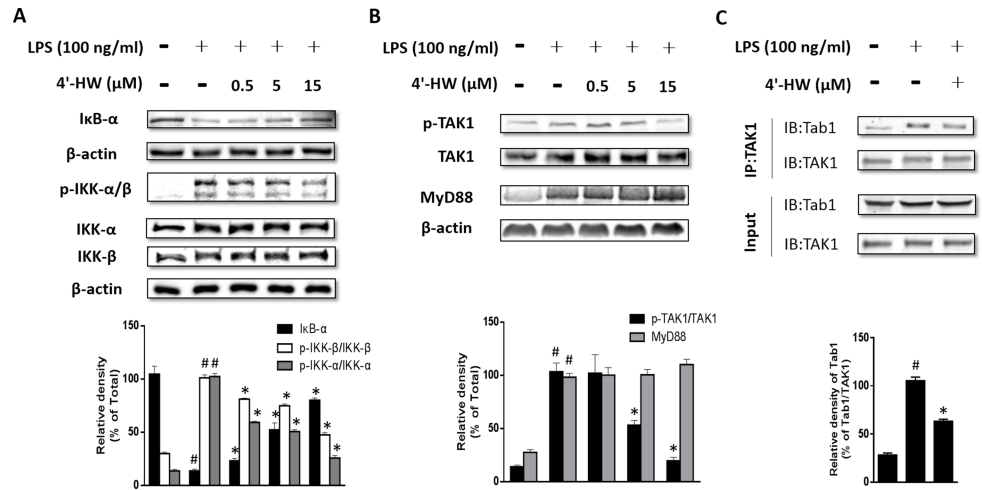 A
LPS (100 ng/ml) - + + + +
4'-HW (μM) - - 0.5 5 15
IκB-α
β-actin
p-IKK-α/β
IKK-α
IKK-β
β-actin
Relative density
(% of Total)
150
100
50
0
IκB-α
p-IKK-β/IKK-β
p-IKK-α/IKK-α
# # # * * * * * * * * *
B
LPS (100 ng/ml) - + + + +
4'-HW (μM) - - 0.5 5 15
p-TAK1
TAK1
MyD88
β-actin
Relative density
(% of Total)
150
100
50
0
p-TAK1/TAK1
MyD88
# # * *
C
LPS (100 ng/ml) - + +
4'-HW (μM) - - +
IP:TAK1
IB:Tab1
IB:TAK1
Input
IB:Tab1
IB:TAK1
Relative density of Tab1
(% of Tab1/TAK1)
150
100
50
0
# *